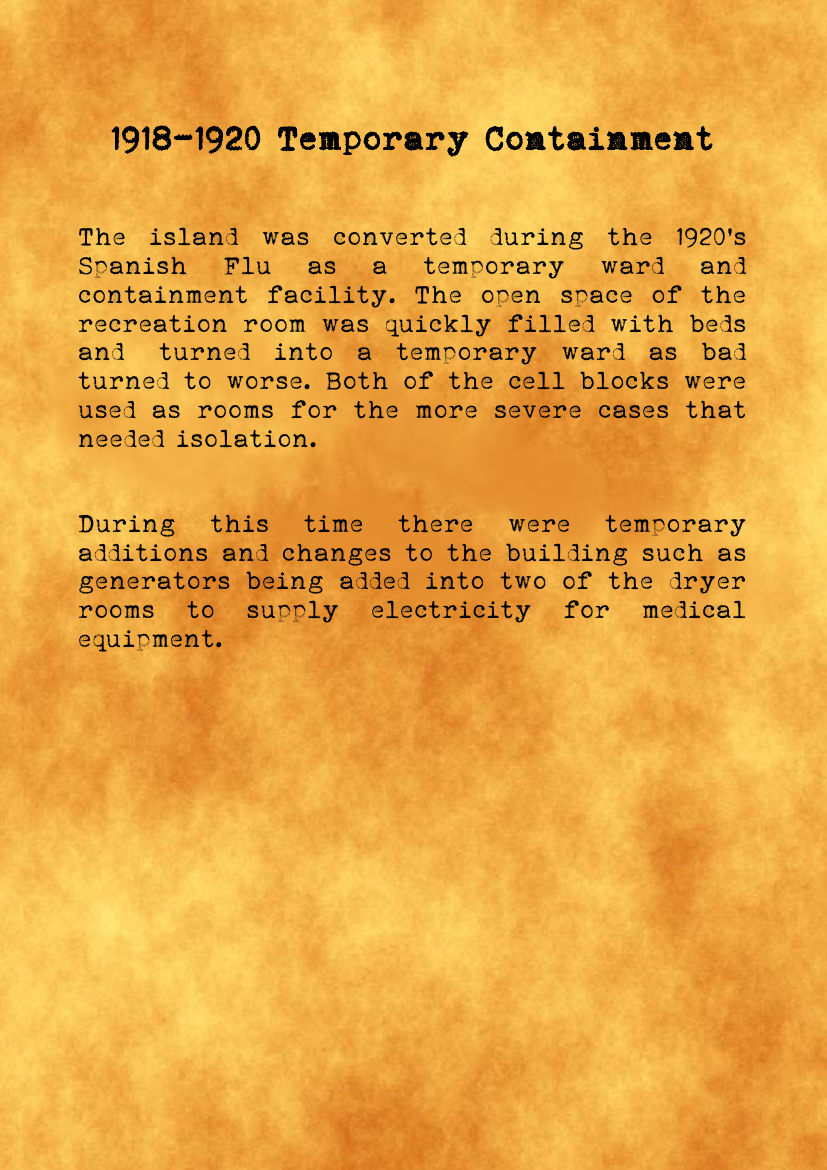 1918-1920 Temporary Containment
The island was converted during the 1920's
Spanish Flu as a temporary ward and
containment facility. The open space of the
recreation room was quickly filled with beds
and turned into a temporary ward as bad
turned to worse. Both of the cell blocks were
used as rooms for the more severe cases that
needed isolation.
During this time there were temporary
additions and changes to the building such as
generators being added into two of the dryer
rooms to supply electricity for medical
equipment.